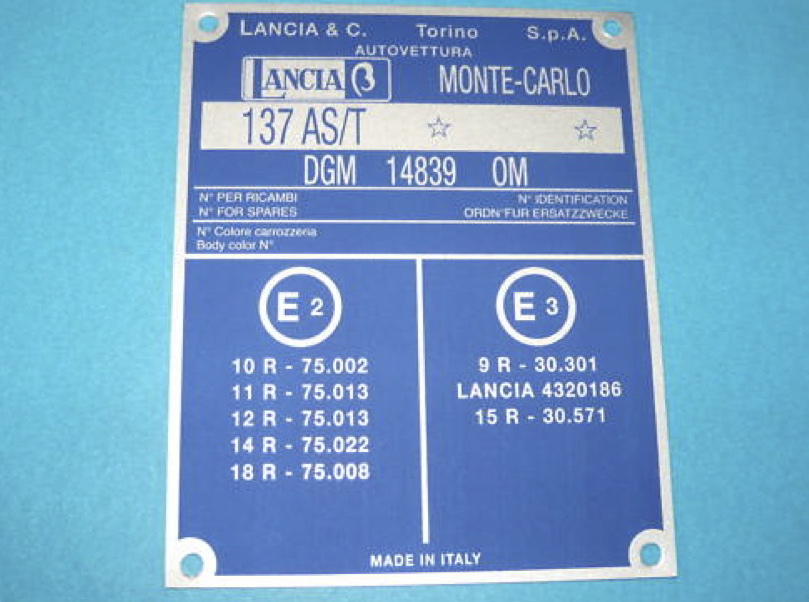 LANCIA & C. Torino S.p.A.
AUTOVETTURA
LANCIA β MONTE-CARLO
137 AS/T ☆ ☆
DGM 14839 OM
N° PER RICAMBI N° IDENTIFICATION
N° FOR SPARES ORDN°FUR ERSATZZWECKE
N° Colore carrozzeria
Body color N°
E 2
10 R - 75.002
11 R - 75.013
12 R - 75.013
14 R - 75.022
18 R - 75.008
E 3
9 R - 30.301
LANCIA 4320186
15 R - 30.571
MADE IN ITALY